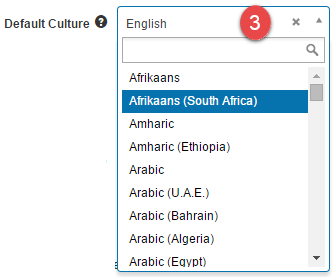 Default Culture ?
English
3
Afrikaans
Afrikaans (South Africa)
Amharic
Amharic (Ethiopia)
Arabic
Arabic (U.A.E.)
Arabic (Bahrain)
Arabic (Algeria)
Arabic (Egypt)